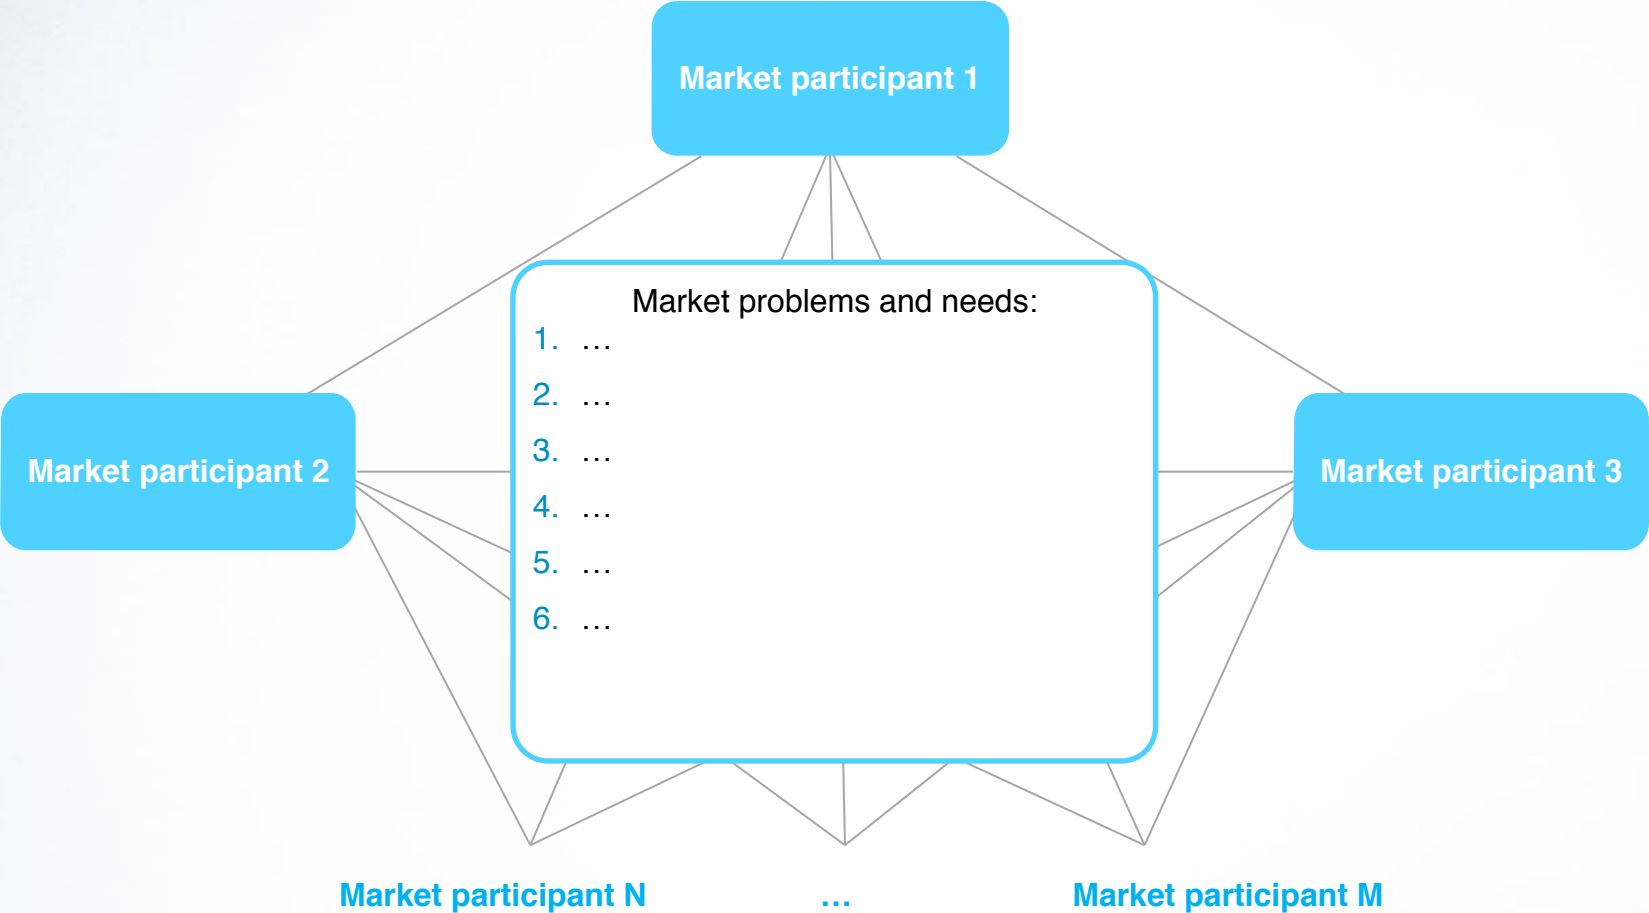 Market participant 1
Market problems and needs:
1. …
2. …
Market participant 2
3. …
Market participant 3
4. …
5. …
6. …
Market participant N
…
Market participant M